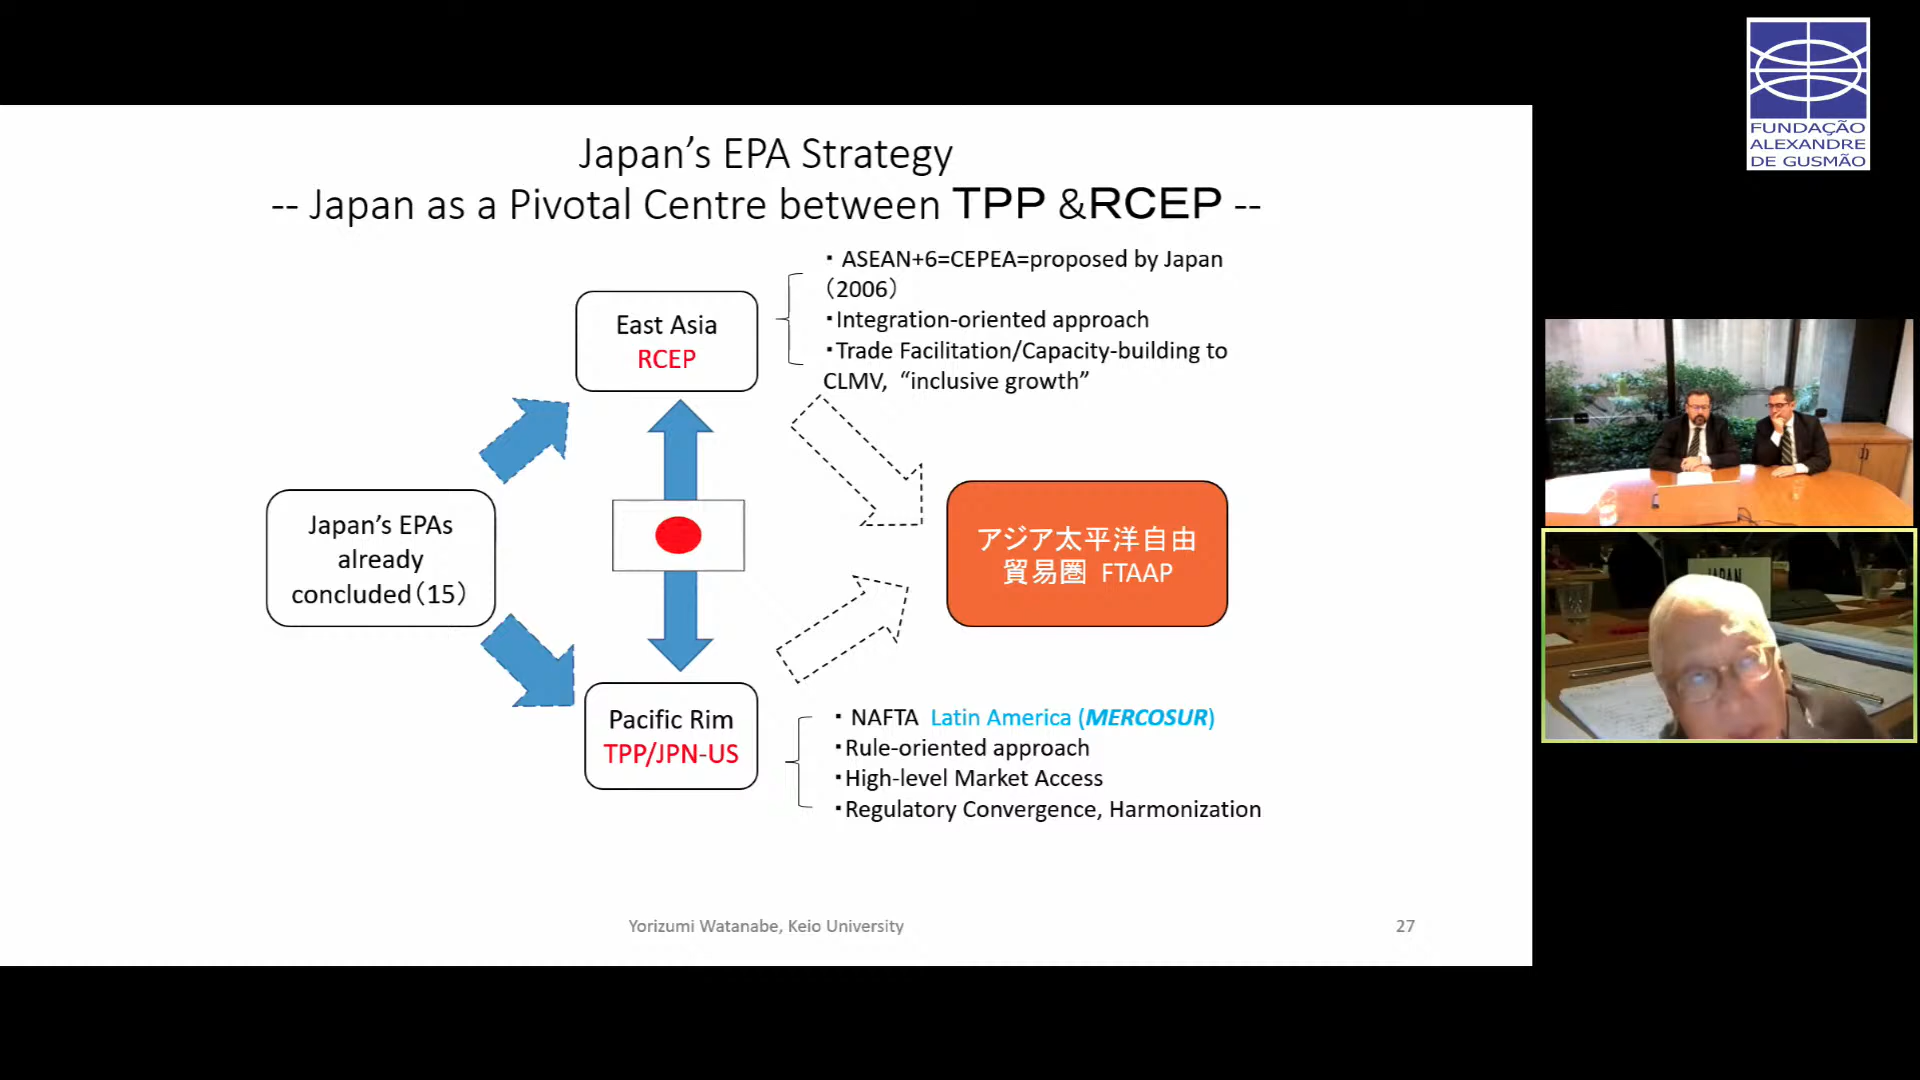 FUNDAÇÃO
ALEXANDRE
DE GUSMÃO
Japan’s EPA Strategy
-- Japan as a Pivotal Centre between TPP &RCEP --
East Asia
RCEP
・ ASEAN+6=CEPEA=proposed by Japan
（2006）
・Integration-oriented approach
・Trade Facilitation/Capacity-building to
CLMV, “inclusive growth”
Japan’s EPAs
already
concluded（15）
アジア太平洋自由
貿易圏 FTAAP
Pacific Rim
TPP/JPN-US
・ NAFTA Latin America (MERCOSUR)
・Rule-oriented approach
・High-level Market Access
・Regulatory Convergence, Harmonization
JAPAN
Yorizumi Watanabe, Keio University
27